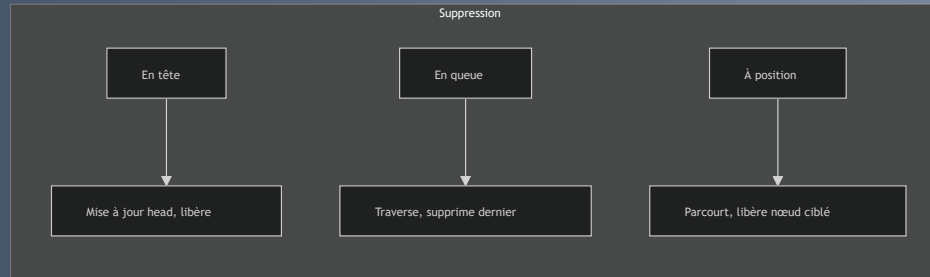 Suppression
En tête
En queue
À position
Mise à jour head, libère
Traverse, supprime dernier
Parcourt, libère nœud ciblé